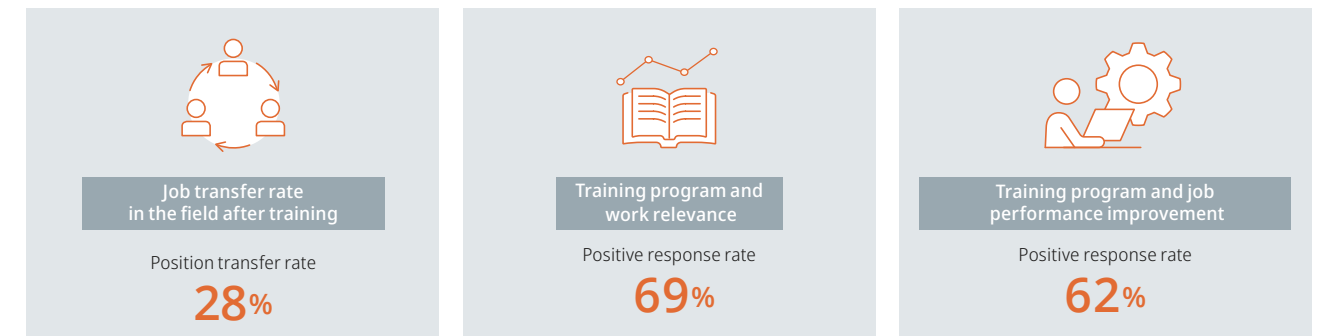 Job transfer rate
in the field after training
Position transfer rate
28%
Training program and
work relevance
Positive response rate
69%
Training program and job
performance improvement
Positive response rate
62%